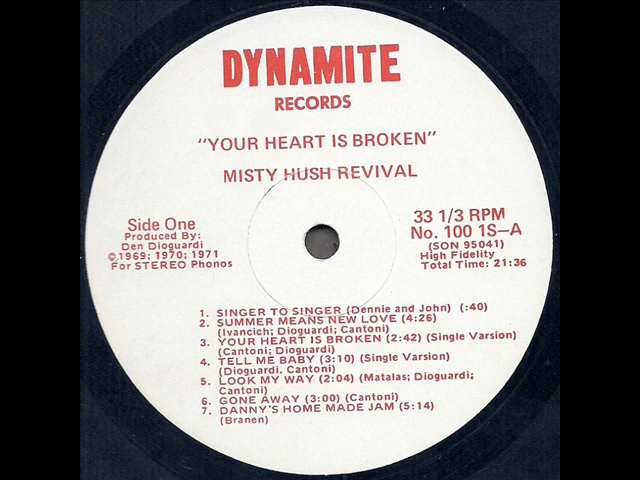 DYNAMITE
RECORDS
"YOUR HEART IS BROKEN"
MISTY HUSH REVIVAL
Side One
Produced By:
Den Dioguardi
©1969; 1970; 1971
For STEREO Phonos
33 1/3 RPM
No. 100 1S-A
(SON 95041)
High Fidelity
Total Time: 21:36
1. SINGER TO SINGER (Dennie and John) (:40)
2. SUMMER MEANS NEW LOVE (4:26)
(Ivancich; Dioguardi; Cantoni)
3. YOUR HEART IS BROKEN (2:42) (Single Varsion)
(Cantoni; Dioguardi)
4. TELL ME BABY (3:10) (Single Varsion)
(Dioguardi. Cantoni)
5. LOOK MY WAY (2:04) (Matalas; Dioguardi;
Cantoni)
6. GONE AWAY (3:00) (Cantoni)
7. DANNY'S HOME MADE JAM (5:14)
(Branen)